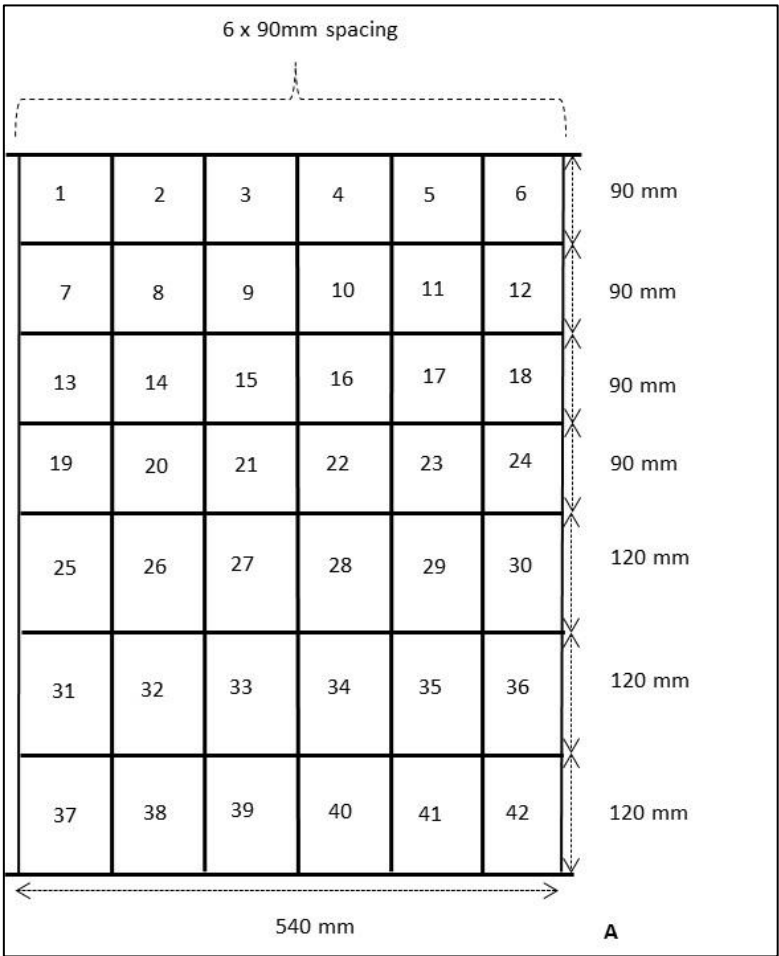 6 x 90mm spacing
1 2 3 4 5 6 90 mm
7 8 9 10 11 12 90 mm
13 14 15 16 17 18 90 mm
19 20 21 22 23 24 90 mm
25 26 27 28 29 30 120 mm
31 32 33 34 35 36 120 mm
37 38 39 40 41 42 120 mm
540 mm
A